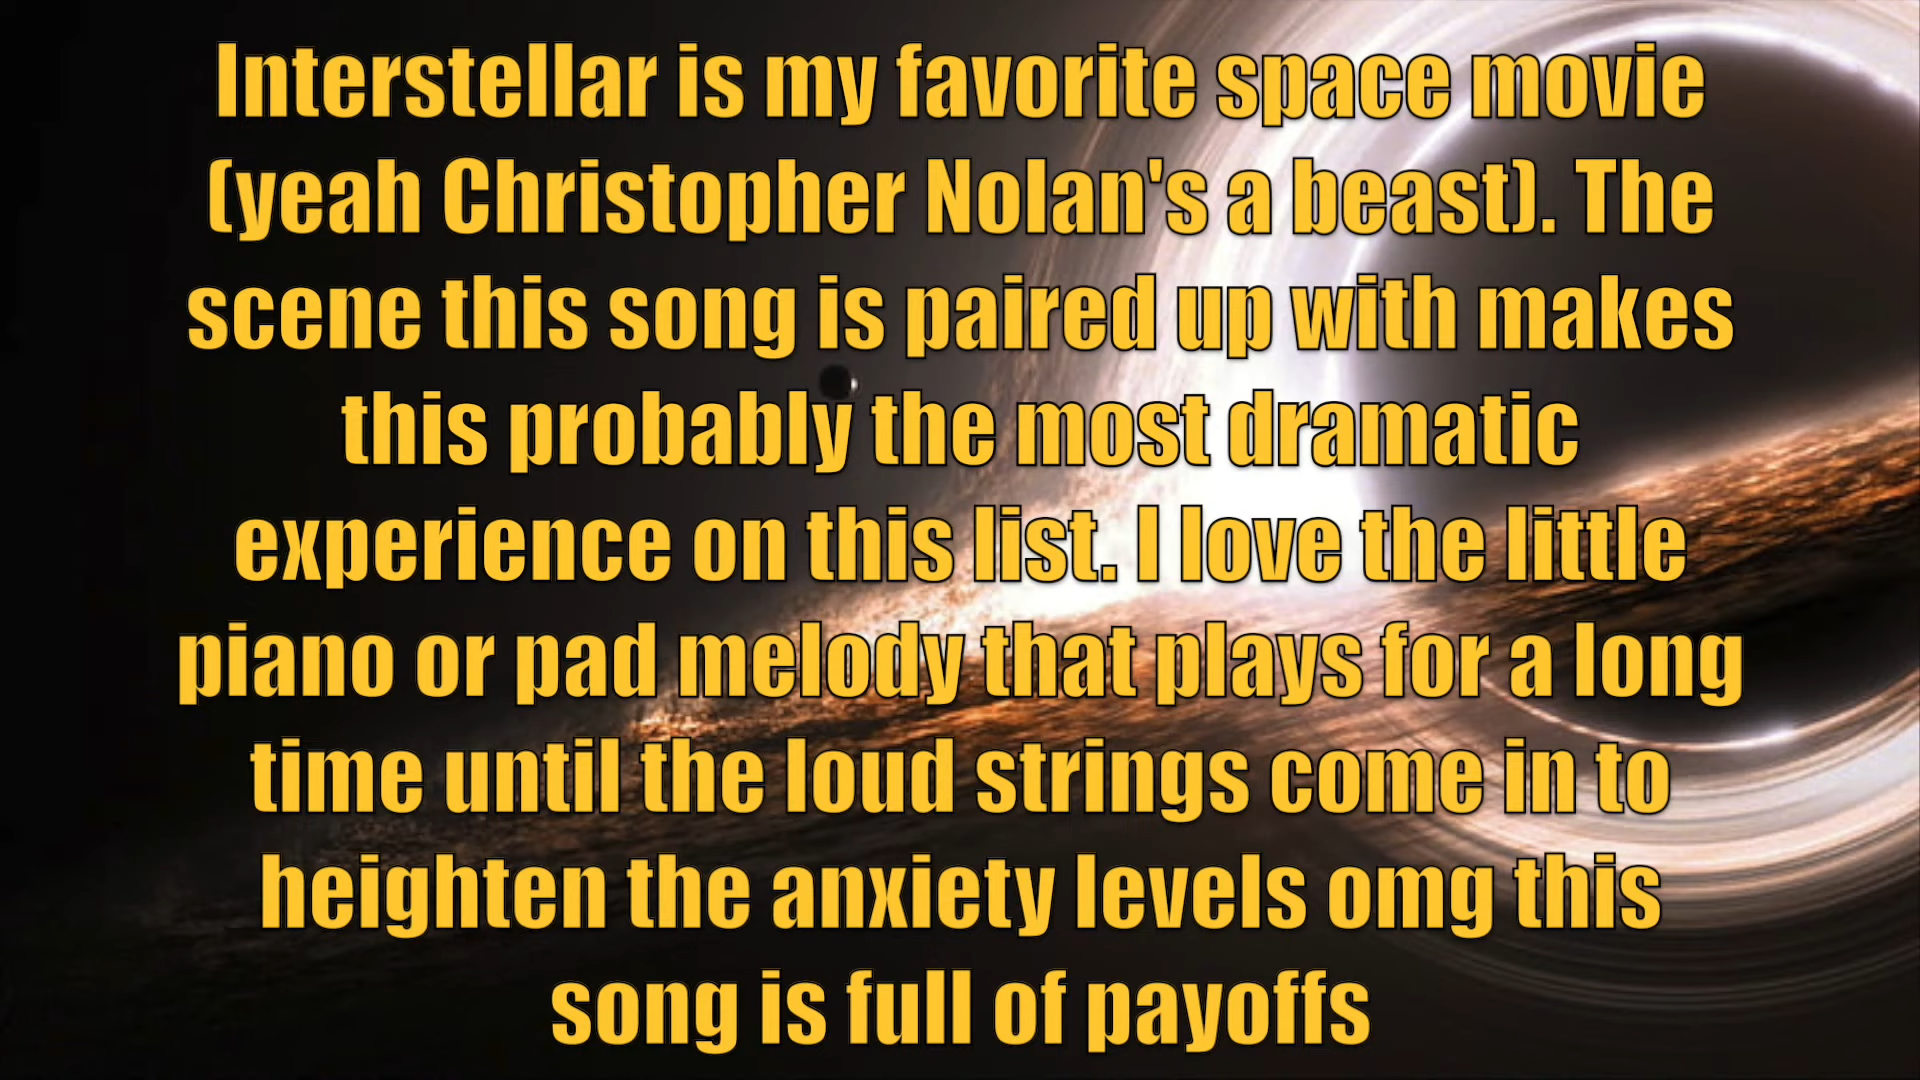 Interstellar is my favorite space movie
(yeah Christopher Nolan's a beast). The
scene this song is paired up with makes
this probably the most dramatic
experience on this list. I love the little
piano or pad melody that plays for a long
time until the loud strings come in to
heighten the anxiety levels omg this
song is full of payoffs